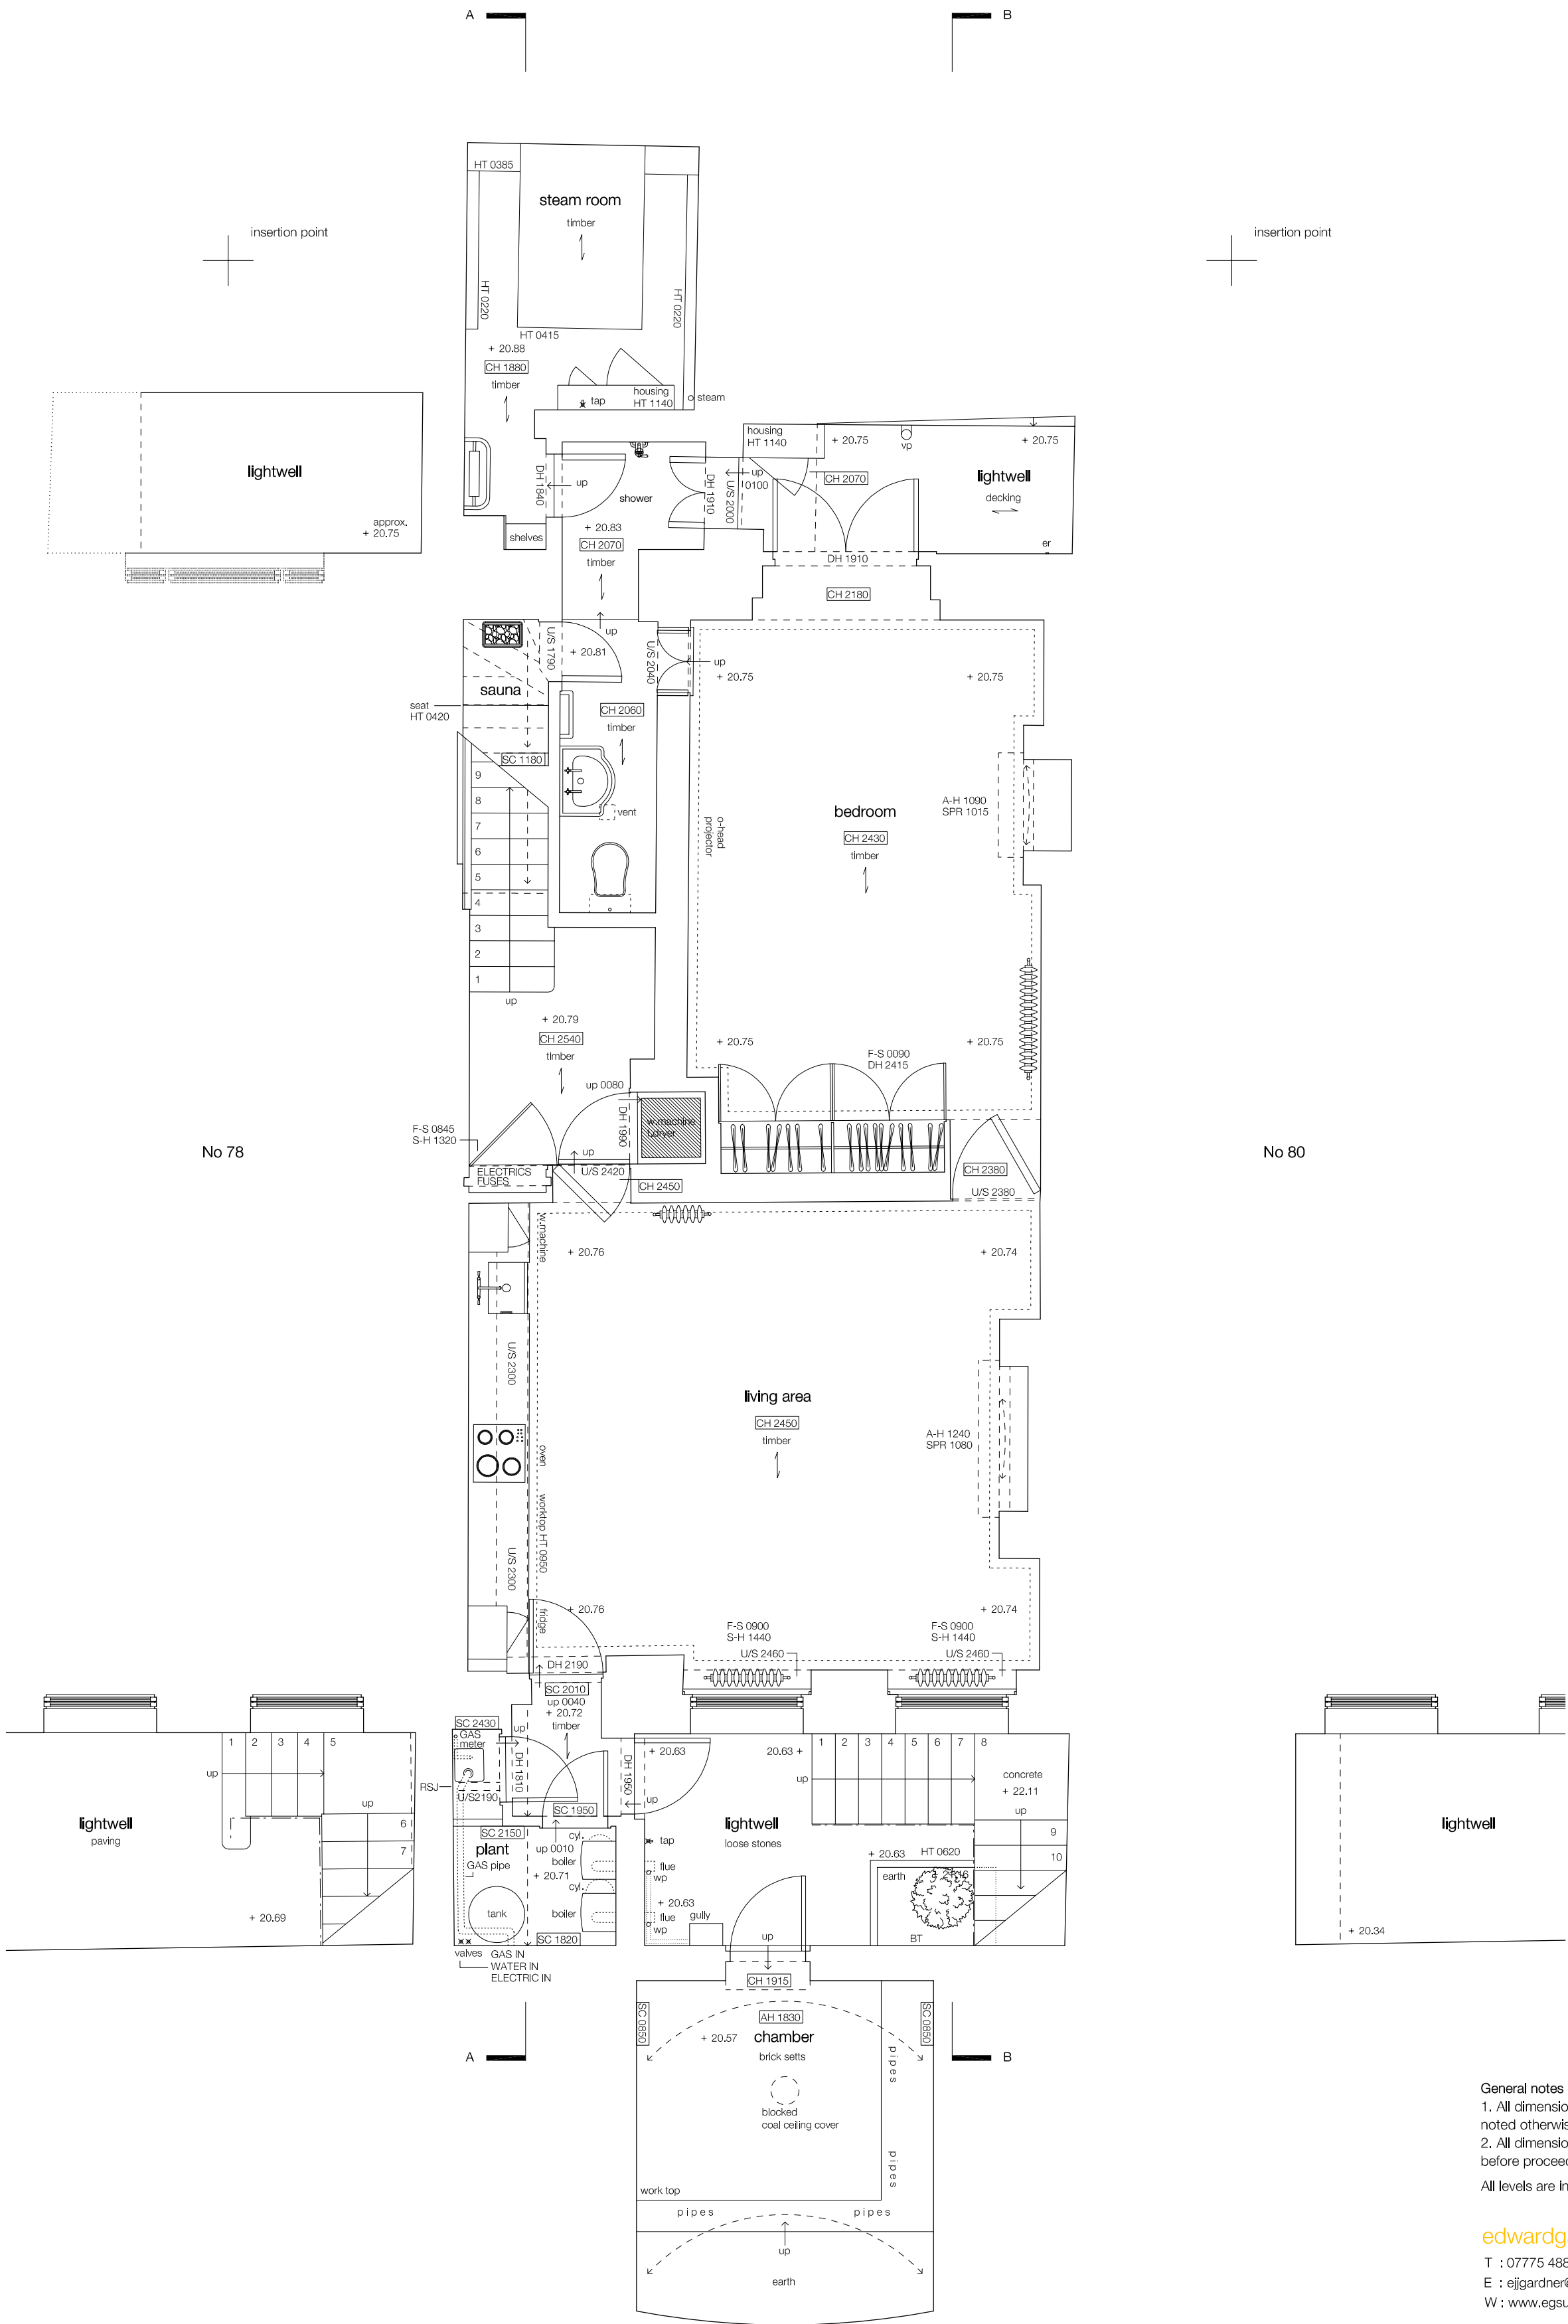 A
B
HT 0385
steam room
timber
insertion point
insertion point
HT 0220
HT 0220
HT 0415
+ 20.88
CH 1880
timber
housing
HT 1140
tap
o steam
lightwell
approx.
+ 20.75
housing
HT 1140
+ 20.75
vp
+ 20.75
CH 2070
lightwell
decking
er
up
0100
DH 1840
up
shower
DH 1910
U/S 2000
+ 20.83
CH 2070
timber
shelves
DH 1910
CH 2180
up
U/S 1790
+ 20.81
U/S 2040
up
+ 20.75
+ 20.75
sauna
seat
HT 0420
CH 2060
timber
SC 1180
9
8
7
6
5
4
3
2
1
up
vent
o-head
projector
bedroom
CH 2430
timber
A-H 1090
SPR 1015
+ 20.79
CH 2540
timber
+ 20.75
+ 20.75
F-S 0090
DH 2415
up 0080
DH 1990
w.machine
t.dryer
F-S 0845
S-H 1320
No 78
No 80
up
ELECTRICS
FUSES
U/S 2420
CH 2450
CH 2380
U/S 2380
w.machine
+ 20.76
+ 20.74
U/S 2300
living area
CH 2450
timber
A-H 1240
SPR 1080
oven
worktop HT 0950
U/S 2300
fridge
+ 20.76
+ 20.74
F-S 0900
S-H 1440
F-S 0900
S-H 1440
U/S 2460
U/S 2460
DH 2190
SC 2010
up 0040
+ 20.72
timber
SC 2430
GAS
meter
up
DH 1810
DH 1950
+ 20.63
20.63 +
1
2
3
4
5
6
7
8
up
concrete
+ 22.11
up
9
10
1
2
3
4
5
up
up
6
7
lightwell
paving
+ 20.69
RSJ
U/S2190
SC 1950
up
SC 2150
plant
GAS pipe
up 0010
+ 20.71
cyl.
boiler
cyl.
boiler
tank
SC 1820
valves
GAS IN
WATER IN
ELECTRIC IN
lightwell
loose stones
tap
flue
wp
+ 20.63
flue
wp
gully
+ 20.63
HT 0620
earth
BT
up
lightwell
+ 20.34
CH 1915
SC 0850
AH 1830
SC 0850
+ 20.57
chamber
brick setts
pipes
A
B
blocked
coal ceiling cover
pipes
work top
pipes
pipes
up
earth
General notes
1. All dimensio
noted otherwis
2. All dimensio
before proceed
All levels are in
edwardg
T : 07775 488
E : ejjgardner@
W : www.egsu